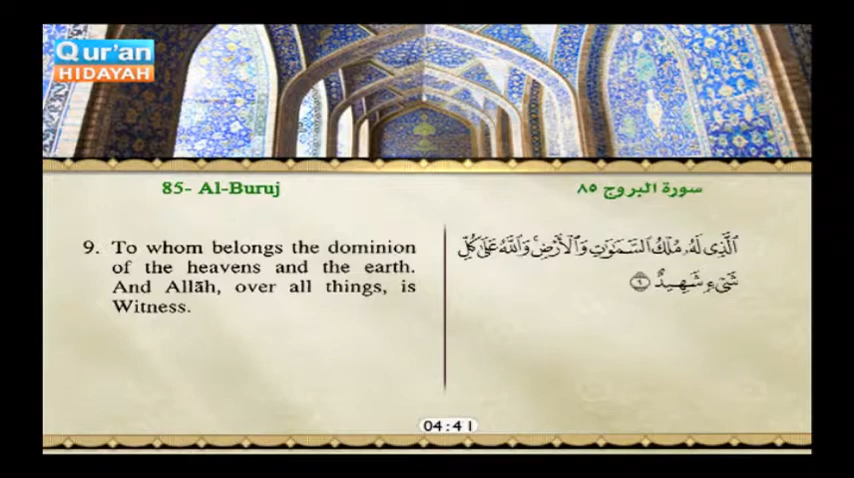 Qur'an
HIDAYAH
85- Al-Buruj
سورة البروج ٨٥
9. To whom belongs the dominion
of the heavens and the earth.
And Allāh, over all things, is
Witness.
ٱلَّذِى لَهُۥ مُلْكُ ٱلسَّمَـٰوَٰتِ وَٱلْأَرْضِ ۚ وَٱللَّهُ عَلَىٰ كُلِّ
شَىْءٍ شَهِيدٌ ٩
04:41